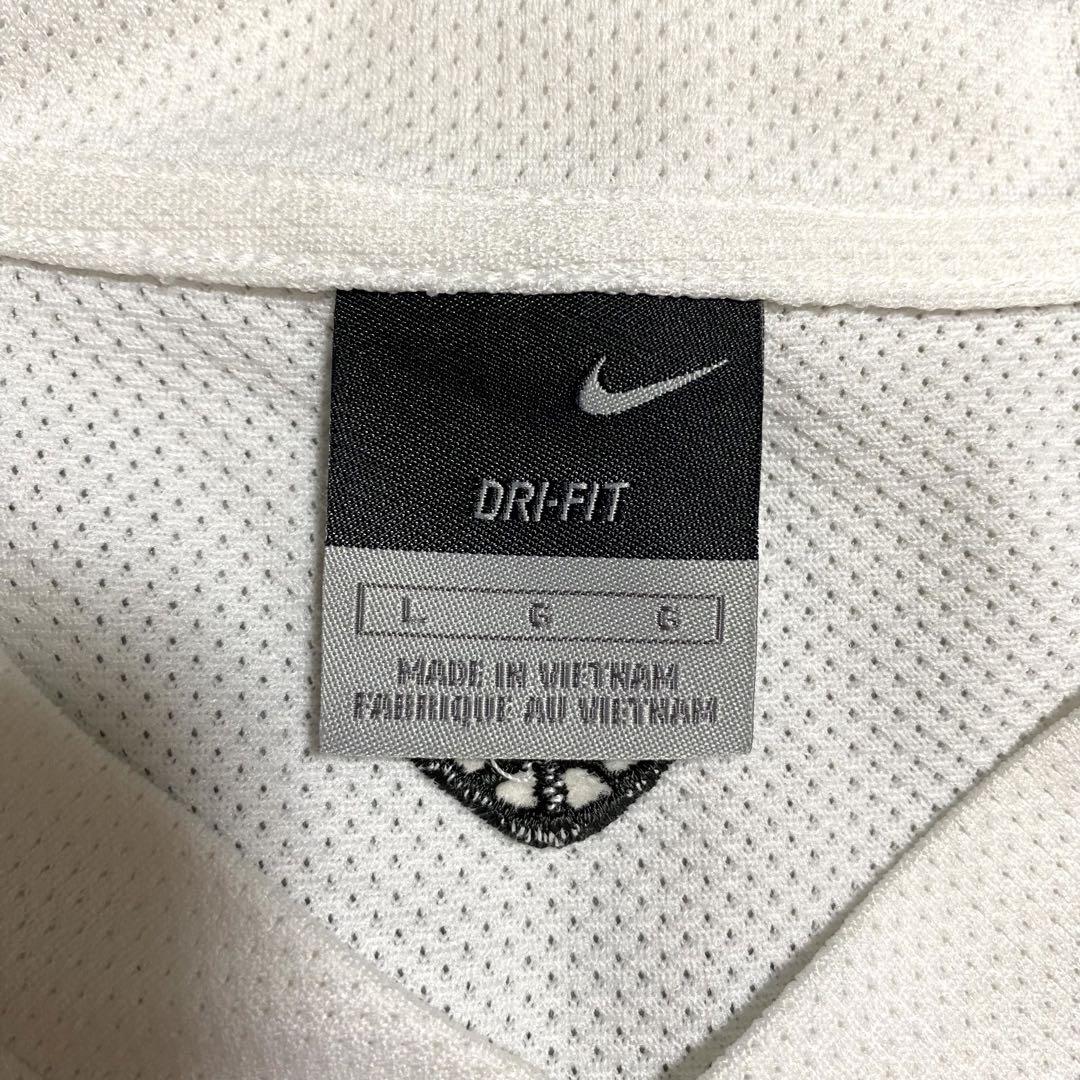 DRI-FIT
L G G
MADE IN VIETNAM
FABRIQUE AU VIETNAM